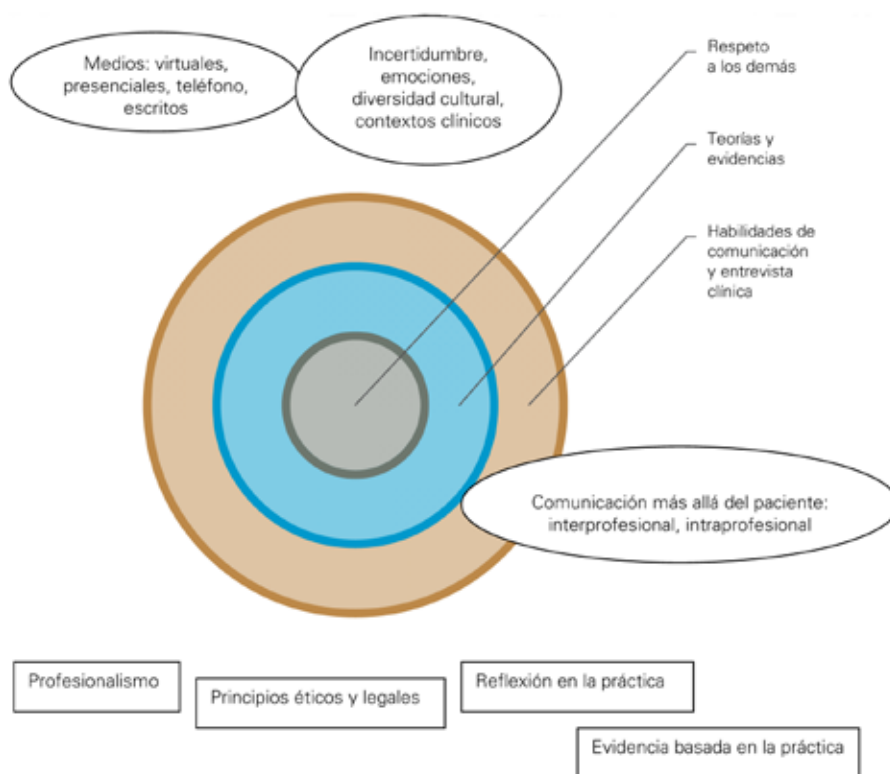 Medios: virtuales,
presenciales, teléfono,
escritos
Incertidumbre,
emociones,
diversidad cultural,
contextos clínicos
Respeto
a los demás
Teorías y
evidencias
Habilidades de
comunicación
y entrevista
clínica
Comunicación más allá del paciente:
interprofesional, intraprofesional
Profesionalismo
Principios éticos y legales
Reflexión en la práctica
Evidencia basada en la práctica